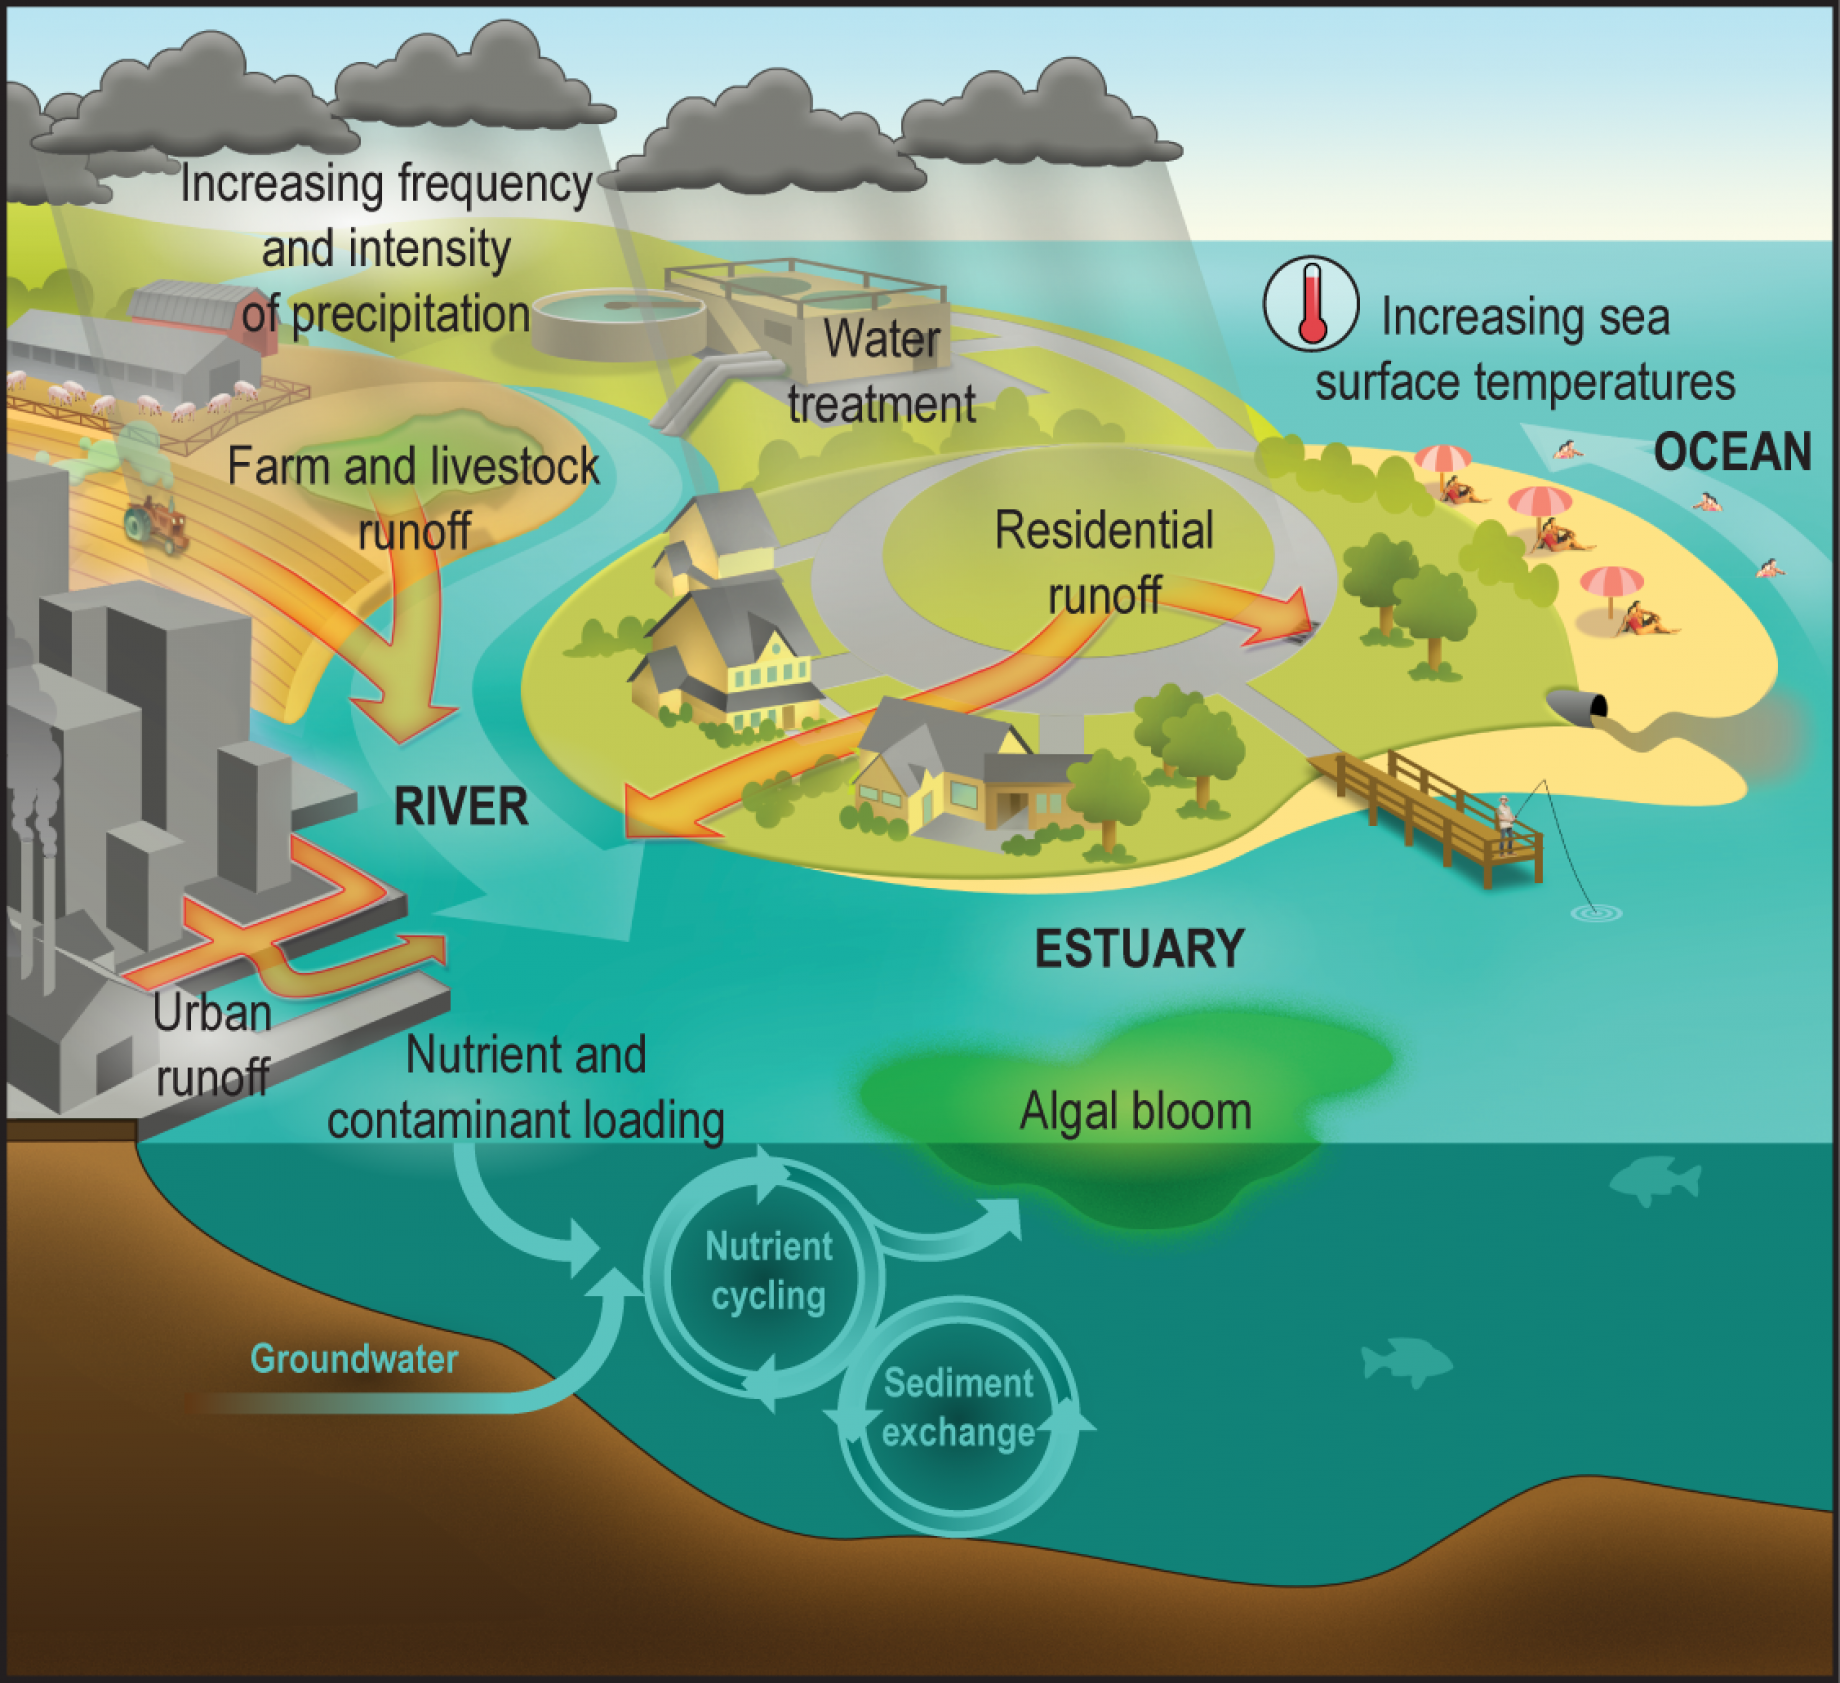 Increasing frequency
and intensity
of precipitation
Water
treatment
Increasing sea
surface temperatures
OCEAN
Farm and livestock
runoff
Residential
runoff
RIVER
ESTUARY
Urban
runoff
Nutrient and
contaminant loading
Algal bloom
Nutrient
cycling
Groundwater
Sediment
exchange